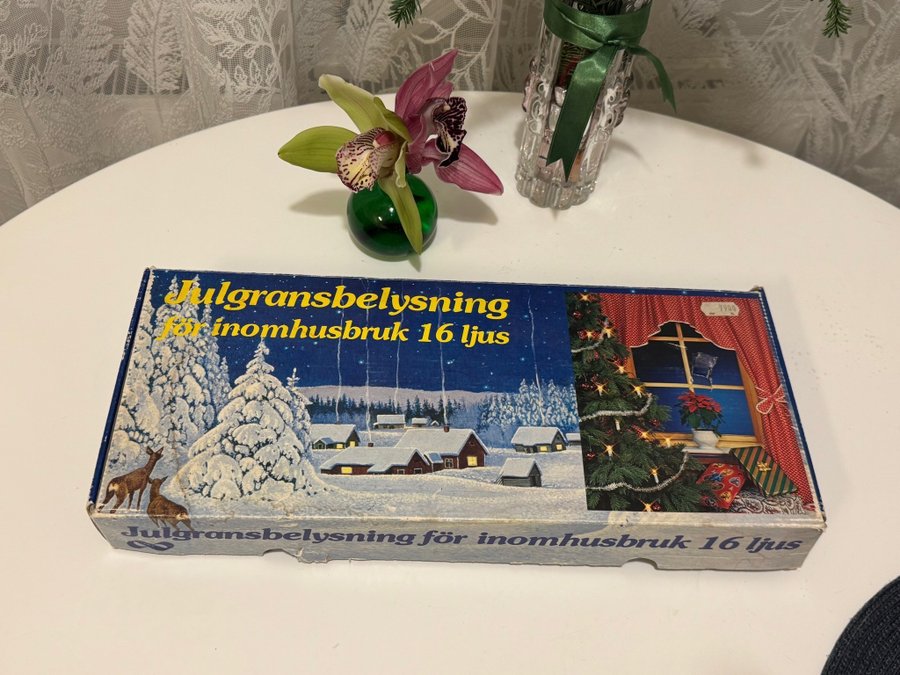 Julgransbelysning
för inomhusbruk 16 ljus
Julgransbelysning för inomhusbruk 16 ljus